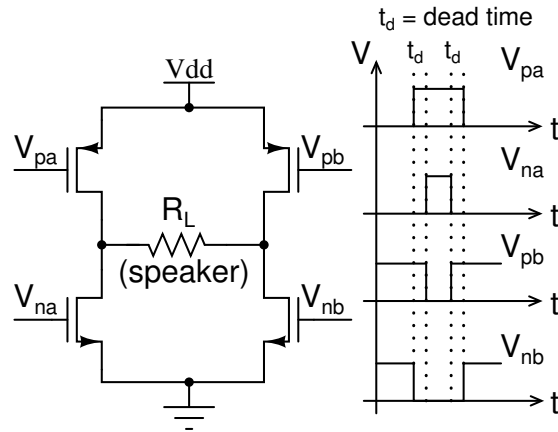 t_d = dead time
V t_d t_d V_pa
Vdd
t
V_pa V_pb
V_na
R_L
t
(speaker)
V_pb
V_na V_nb
t
V_nb
t